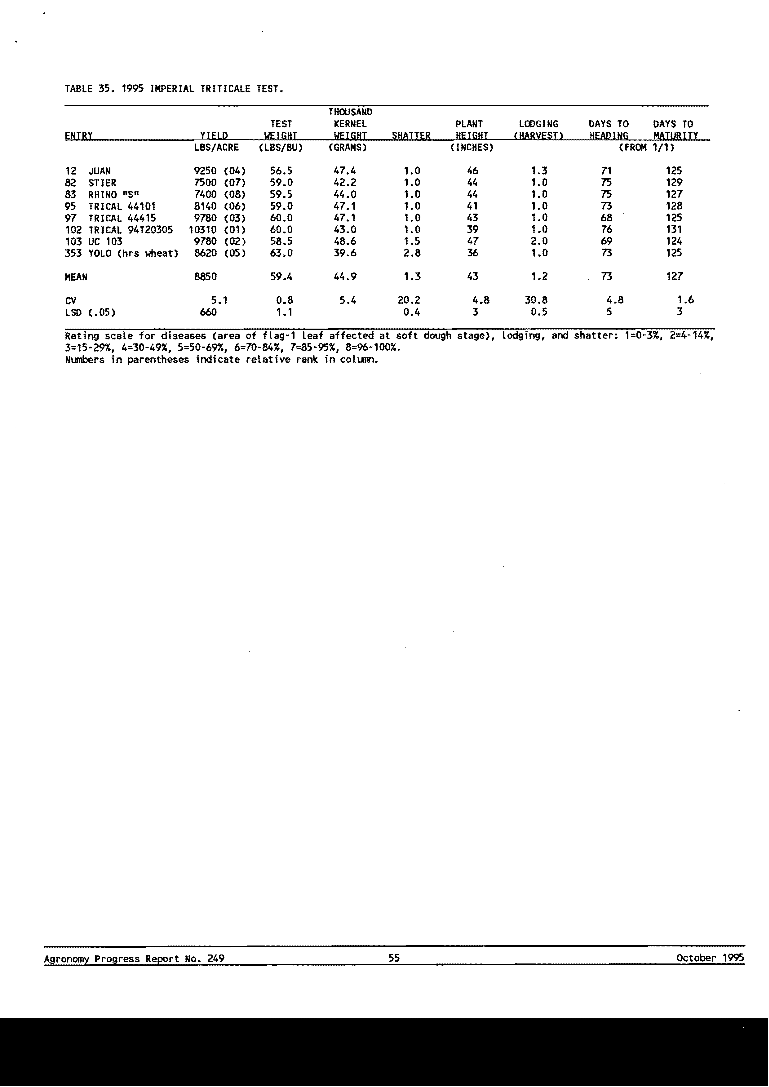 TABLE 35. 1995 IMPERIAL TRITICALE TEST.
THOUSAND
TEST KERNEL PLANT LODGING DAYS TO DAYS TO
ENTRY YIELD WEIGHT WEIGHT SHATTER HEIGHT (HARVEST) HEADING MATURITY
LBS/ACRE (LBS/BU) (GRAMS) (INCHES) (FROM 1/1)
12 JUAN 9250 (04) 56.5 47.4 1.0 46 1.3 71 125
82 STIER 7500 (07) 59.0 42.2 1.0 44 1.0 75 129
83 RHINO "S" 7400 (08) 59.5 44.0 1.0 44 1.0 75 127
95 TRICAL 44101 8140 (06) 59.0 47.1 1.0 41 1.0 73 128
97 TRICAL 44415 9780 (03) 60.0 47.1 1.0 43 1.0 68 125
102 TRICAL 94T20305 10310 (01) 60.0 43.0 1.0 39 1.0 76 131
103 UC 103 9780 (02) 58.5 48.6 1.5 47 2.0 69 124
353 YOLO (hrs wheat) 8620 (05) 63.0 39.6 2.8 36 1.0 73 125
MEAN 8850 59.4 44.9 1.3 43 1.2 73 127
CV 5.1 0.8 5.4 20.2 4.8 30.8 4.8 1.6
LSD (.05) 660 1.1 0.4 3 0.5 5 3
Rating scale for diseases (area of flag-1 leaf affected at soft dough stage), lodging, and shatter: 1=0-3%, 2=4-14%,
3=15-29%, 4=30-49%, 5=50-69%, 6=70-84%, 7=85-95%, 8=96-100%.
Numbers in parentheses indicate relative rank in column.
Agronomy Progress Report No. 249 55 October 1995